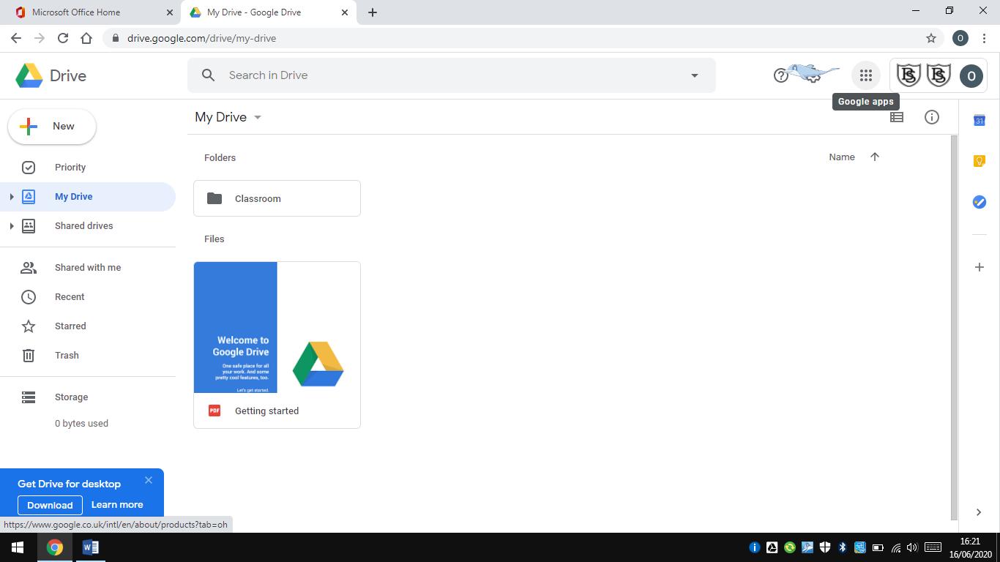 Microsoft Office Home
My Drive - Google Drive
drive.google.com/drive/my-drive
O
Drive
Search in Drive
BS
BS
O
Google apps
New
My Drive
31
Priority
My Drive
Shared drives
Shared with me
Recent
Starred
Trash
Storage
0 bytes used
Folders
Name
Classroom
Files
Welcome to
Google Drive
One safe place for all
your work. And some
pretty cool features, too.
Let's get started.
PDF
Getting started
Get Drive for desktop
Download
Learn more
https://www.google.co.uk/intl/en/about/products?tab=oh
16:21
16/06/2020